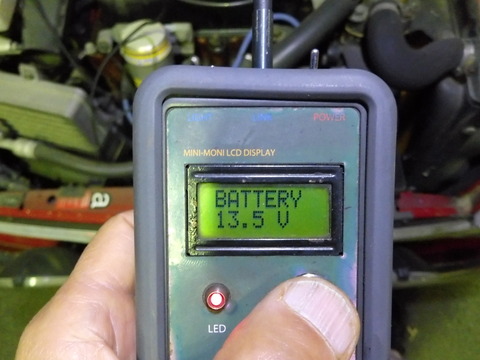 POWER
MINI-MONI LCD DISPLAY
BATTERY
13.5 V
LED
a